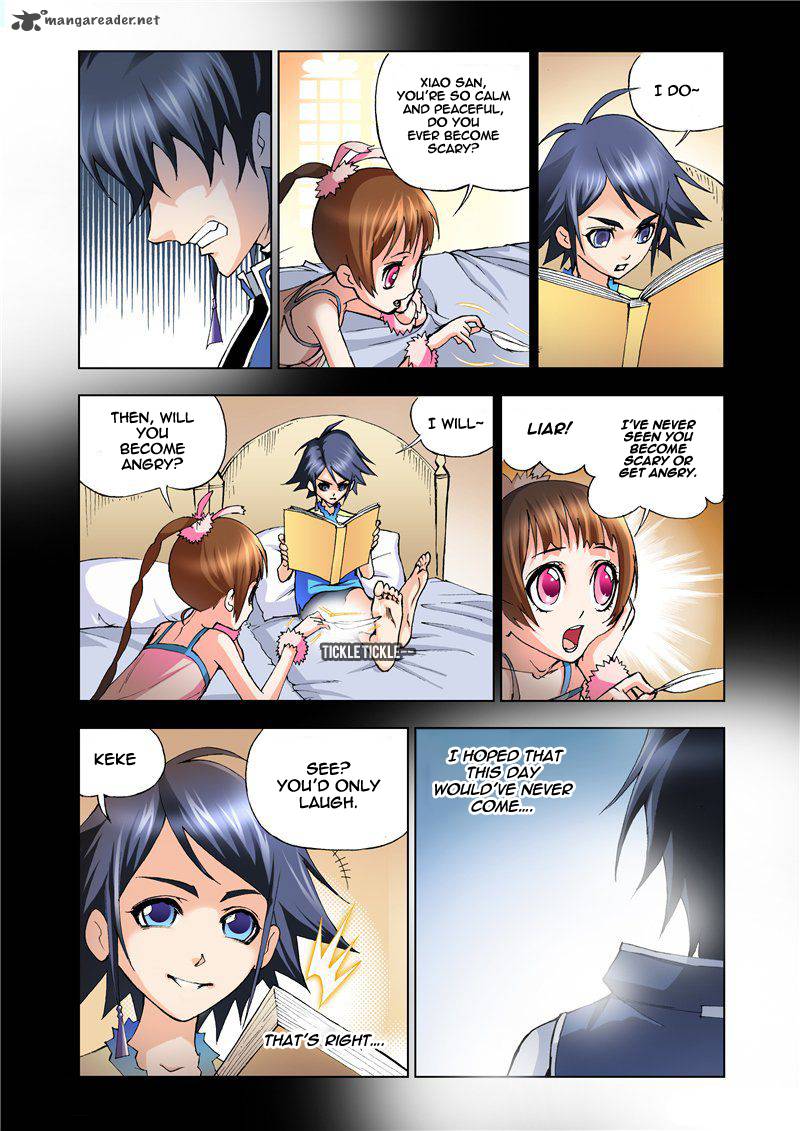 mangareader.net
XIAO SAN,
YOU'RE SO CALM
AND PEACEFUL,
DO YOU
EVER BECOME
SCARY?
I DO~
THEN, WILL
YOU
BECOME
ANGRY?
I WILL~
TICKLETICKLE~~
LIAR!
I'VE NEVER
SEEN YOU
BECOME
SCARY OR
GET ANGRY.
KEKE
SEE?
YOU'D ONLY
LAUGH.
THAT'S RIGHT....
I HOPED THAT
THIS DAY
WOULD'VE NEVER
COME....